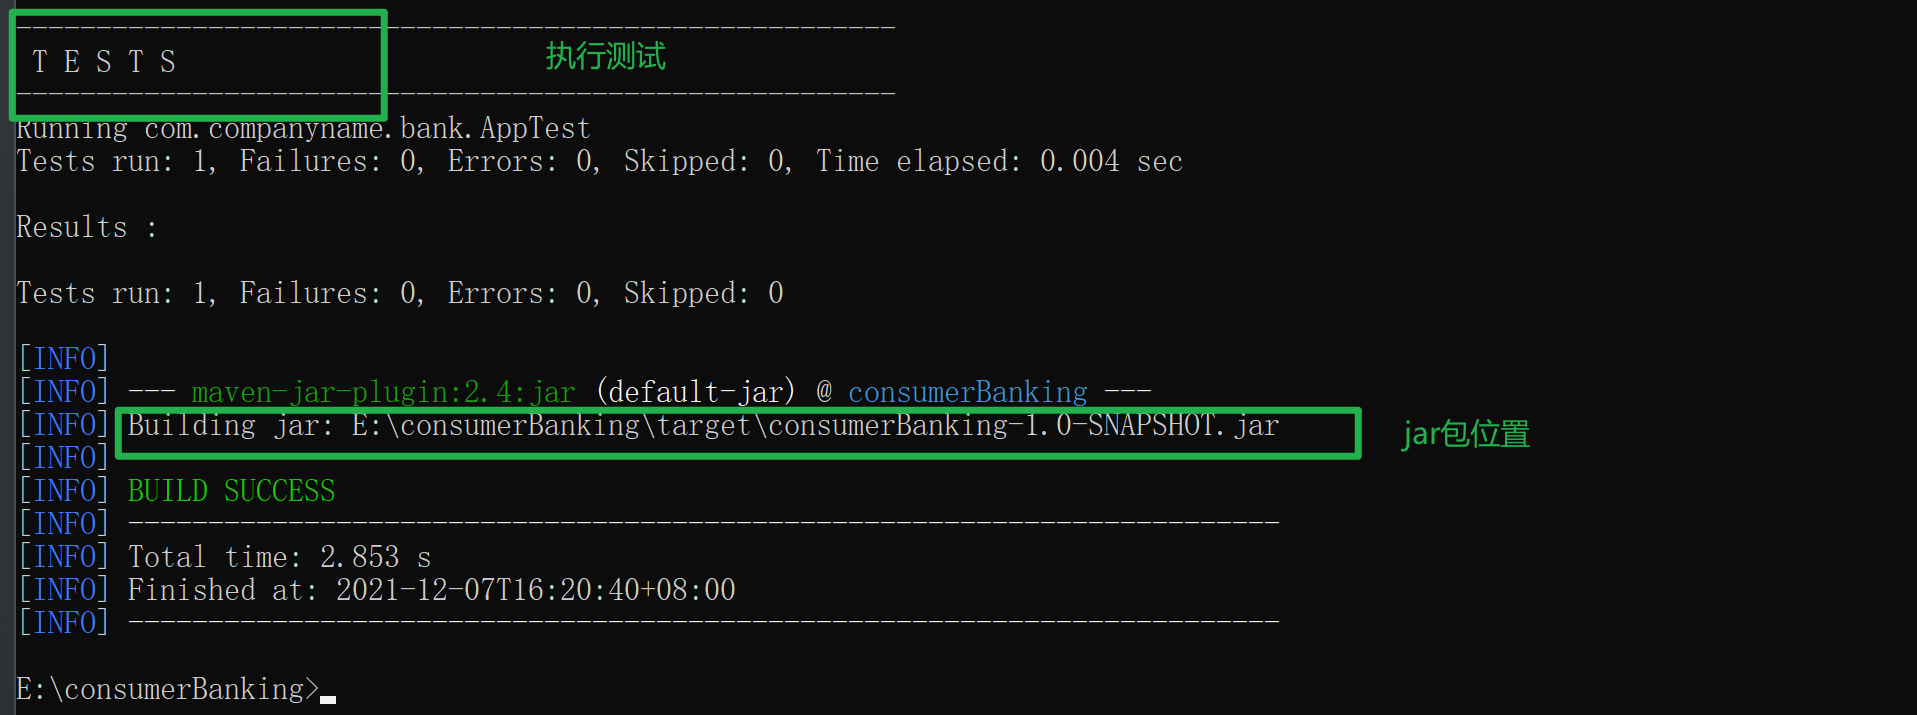 -------------------------------------------------------
T E S T S
执行测试
-------------------------------------------------------
Running com.companyname.bank.AppTest
Tests run: 1, Failures: 0, Errors: 0, Skipped: 0, Time elapsed: 0.004 sec
Results :
Tests run: 1, Failures: 0, Errors: 0, Skipped: 0
[INFO]
[INFO] --- maven-jar-plugin:2.4:jar (default-jar) @ consumerBanking ---
[INFO] Building jar: E:\consumerBanking\target\consumerBanking-1.0-SNAPSHOT.jar
jar包位置
[INFO]
[INFO] BUILD SUCCESS
[INFO] ------------------------------------------------------------------------
[INFO] Total time: 2.853 s
[INFO] Finished at: 2021-12-07T16:20:40+08:00
[INFO] ------------------------------------------------------------------------
E:\consumerBanking>